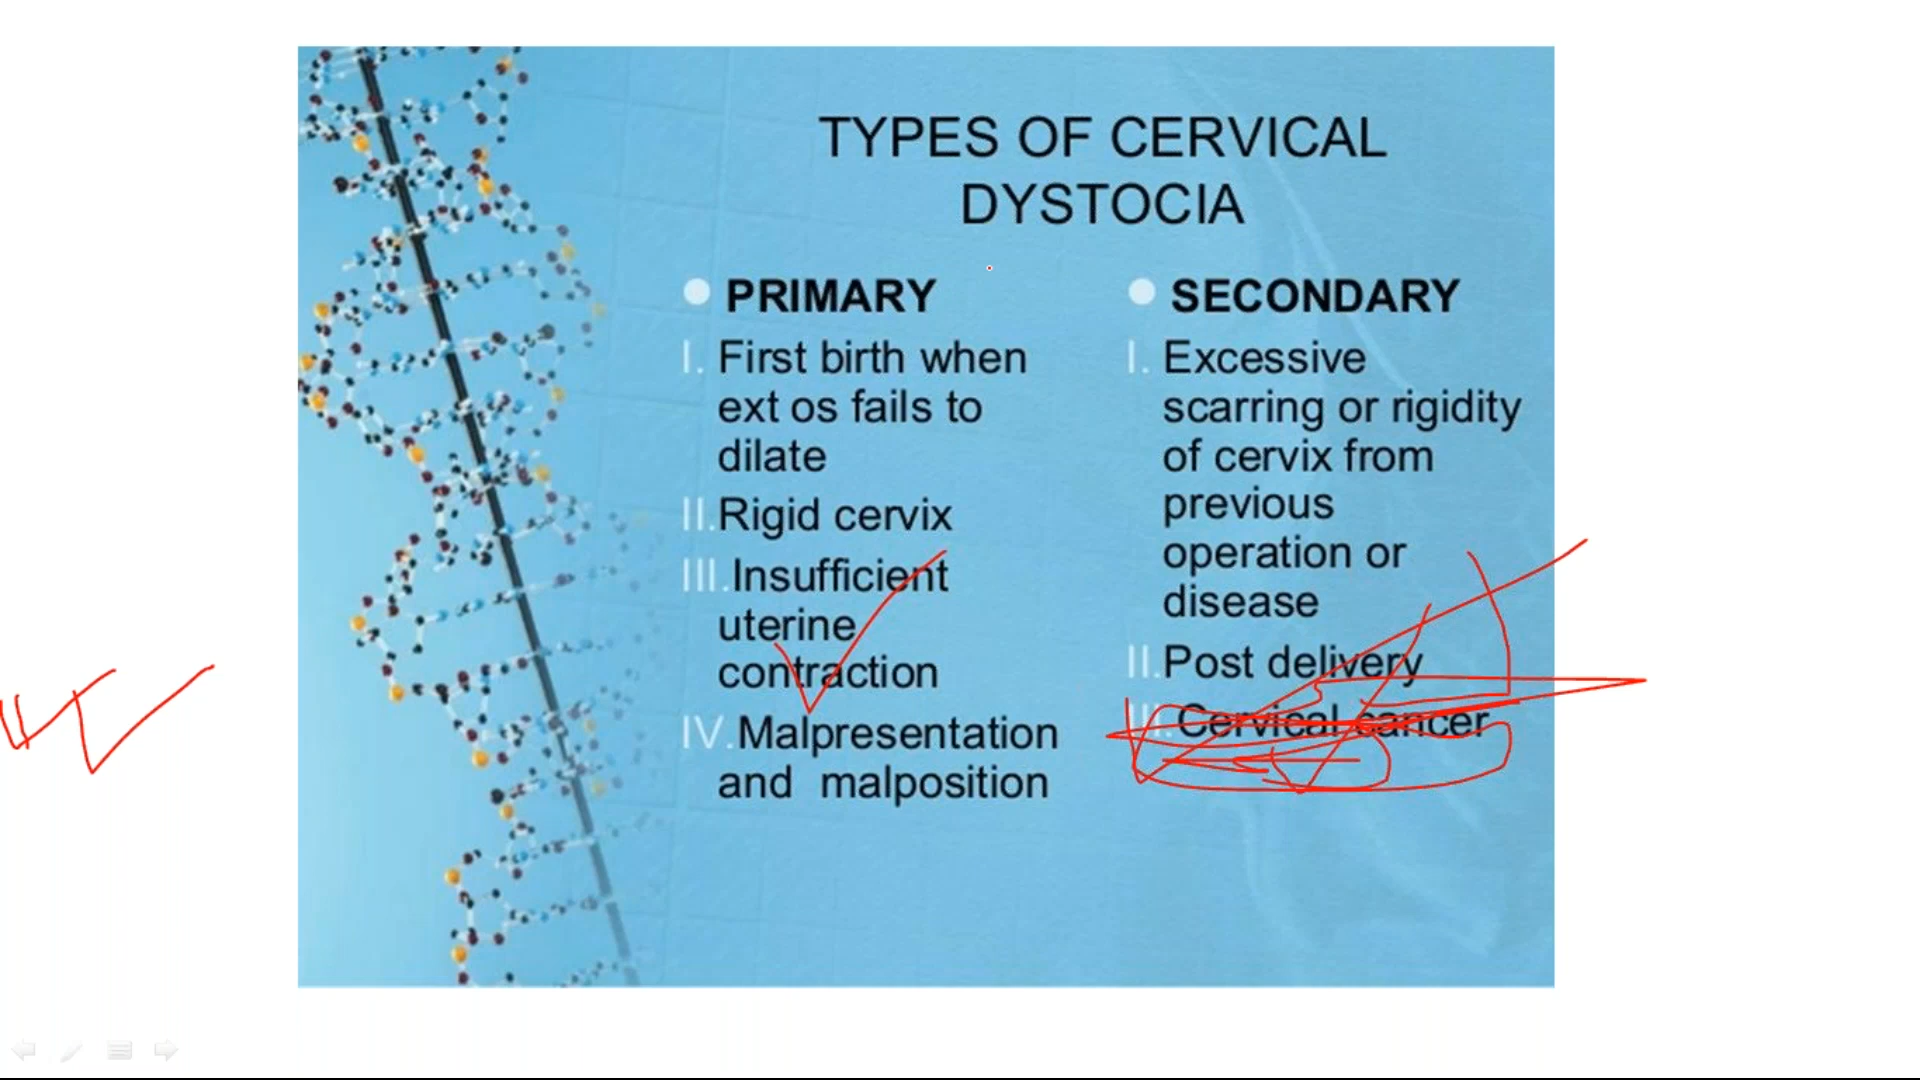 TYPES OF CERVICAL
DYSTOCIA
PRIMARY
I. First birth when
ext os fails to
dilate
II. Rigid cervix
III. Insufficient
uterine
contraction
IV. Malpresentation
and malposition
SECONDARY
I. Excessive
scarring or rigidity
of cervix from
previous
operation or
disease
II. Post delivery
III. Cervical cancer